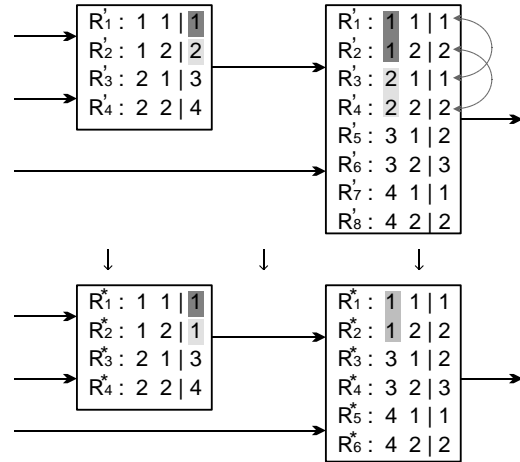 R'1 : 1 1 | 1
R'2 : 1 2 | 2
R'3 : 2 1 | 3
R'4 : 2 2 | 4
R'1 : 1 1 | 1
R'2 : 1 2 | 2
R'3 : 2 1 | 1
R'4 : 2 2 | 2
R'5 : 3 1 | 2
R'6 : 3 2 | 3
R'7 : 4 1 | 1
R'8 : 4 2 | 2
R*1 : 1 1 | 1
R*2 : 1 2 | 1
R*3 : 2 1 | 3
R*4 : 2 2 | 4
R*1 : 1 1 | 1
R*2 : 1 2 | 2
R*3 : 3 1 | 2
R*4 : 3 2 | 3
R*5 : 4 1 | 1
R*6 : 4 2 | 2